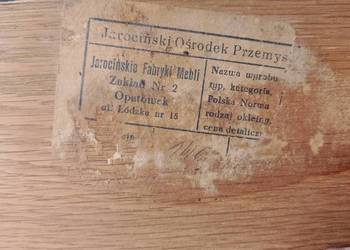 Jarociński Ośrodek Przemys
Jarocińskie Fabryki Mebli
Zakład Nr 2
Opatówek
ul. Łódzka nr 15
Nazwa wyrobu
typ, kategoria,
Polska Norma
rodzaj okleiny,
cena detaliczn